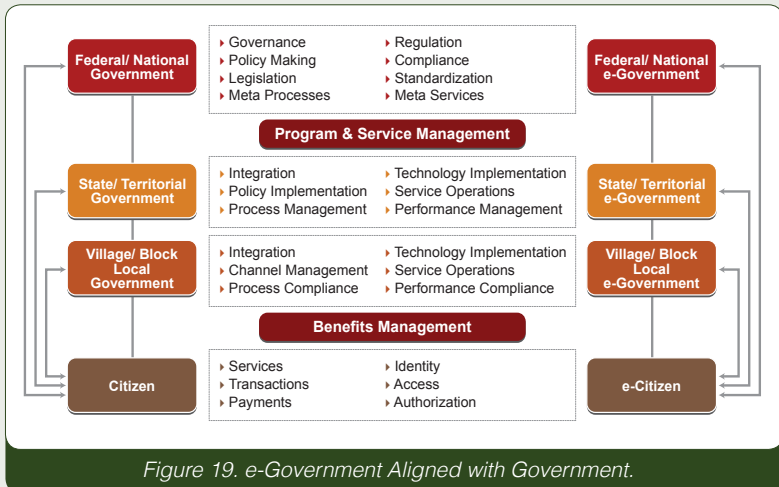 Federal/ National
Government
Governance
Policy Making
Legislation
Meta Processes
Regulation
Compliance
Standardization
Meta Services
Federal/ National
e-Government
Program & Service Management
State/ Territorial
Government
Integration
Policy Implementation
Process Management
Technology Implementation
Service Operations
Performance Management
State/ Territorial
e-Government
Village/ Block
Local
Government
Integration
Channel Management
Process Compliance
Technology Implementation
Service Operations
Performance Compliance
Village/ Block
Local
e-Government
Benefits Management
Citizen
Services
Transactions
Payments
Identity
Access
Authorization
e-Citizen
Figure 19. e-Government Aligned with Government.